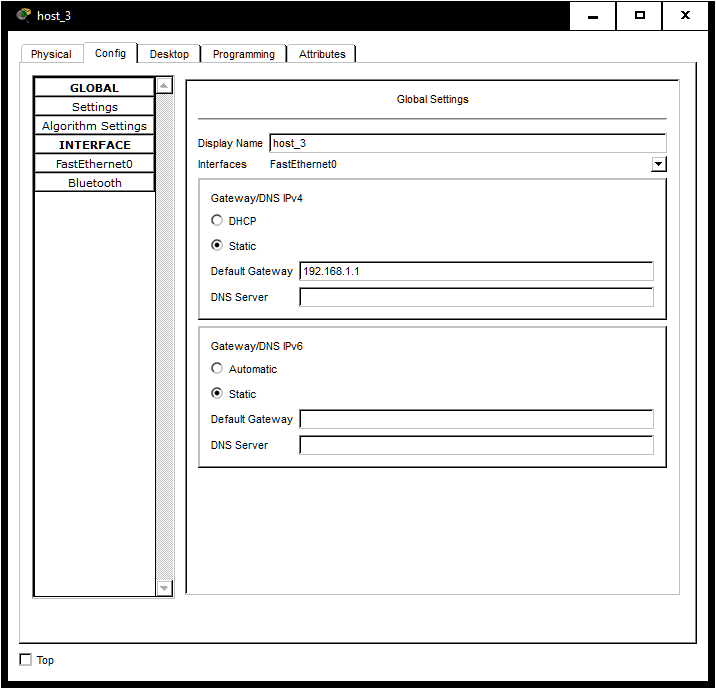 host_3
Physical Config Desktop Programming Attributes
GLOBAL
Settings
Algorithm Settings
INTERFACE
FastEthernet0
Bluetooth
Global Settings
Display Name host_3
Interfaces FastEthernet0
Gateway/DNS IPv4
DHCP
Static
Default Gateway 192.168.1.1
DNS Server
Gateway/DNS IPv6
Automatic
Static
Default Gateway
DNS Server
Top